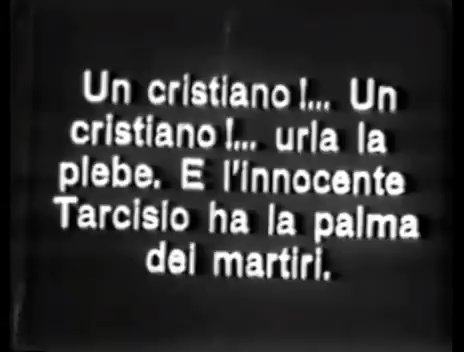 Un cristiano!... Un
cristiano!... urla la
plebe. E l'innocente
Tarcisio ha la palma
dei martiri.